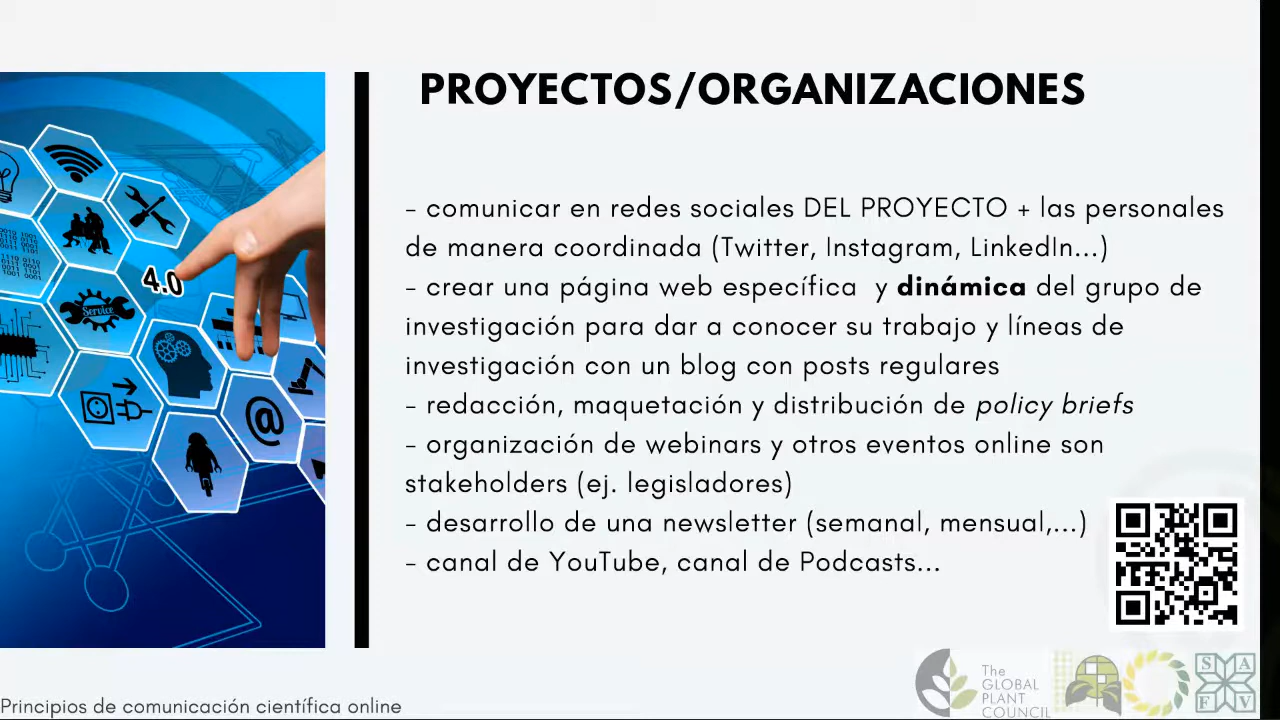 PROYECTOS/ORGANIZACIONES
- comunicar en redes sociales DEL PROYECTO + las personales
de manera coordinada (Twitter, Instagram, LinkedIn...)
- crear una página web específica y dinámica del grupo de
investigación para dar a conocer su trabajo y líneas de
investigación con un blog con posts regulares
- redacción, maquetación y distribución de policy briefs
- organización de webinars y otros eventos online son
stakeholders (ej. legisladores)
- desarrollo de una newsletter (semanal, mensual,...)
- canal de YouTube, canal de Podcasts...
4.0
Service
@
The
GLOBAL
PLANT
COUNCIL
S A
F V
Principios de comunicación científica online